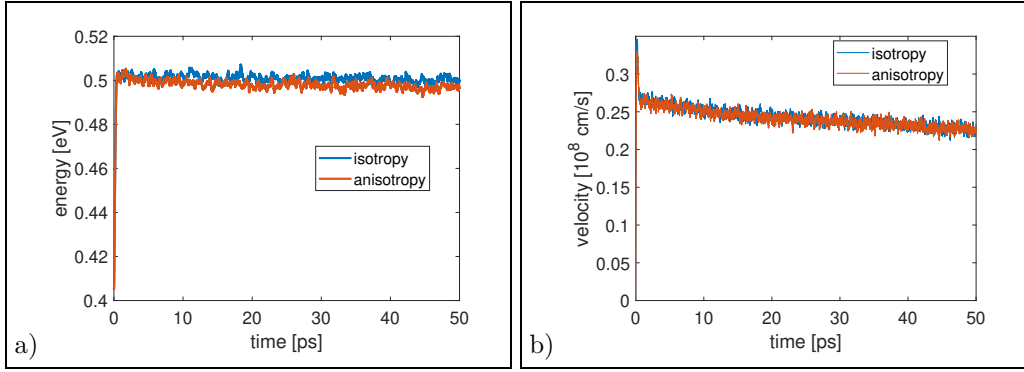 0.52
0.5
0.48
0.46
0.44
0.42
0.4
energy [eV]
isotropy
anisotropy
0 10 20 30 40 50
time [ps]
a)
0.3
0.25
0.2
0.15
0.1
0.05
0
velocity [10^8 cm/s]
isotropy
anisotropy
0 10 20 30 40 50
time [ps]
b)